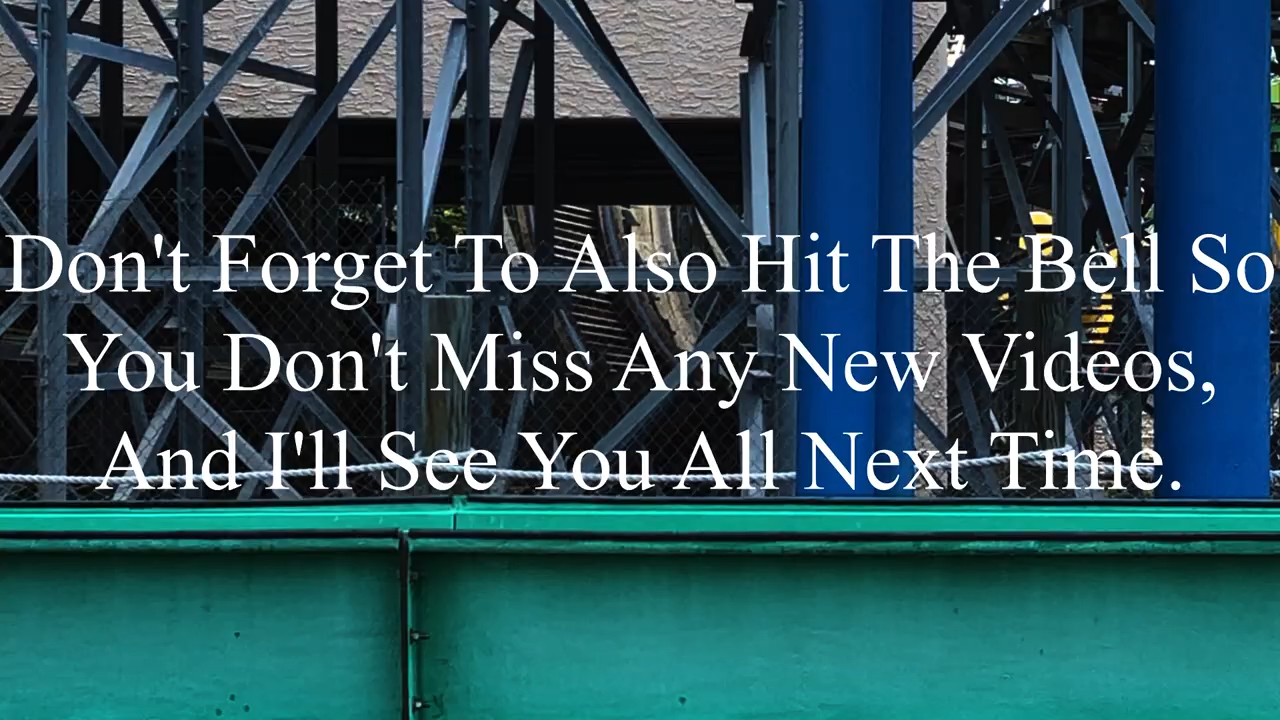 Don't Forget To Also Hit The Bell So
You Don't Miss Any New Videos,
And I'll See You All Next Time.